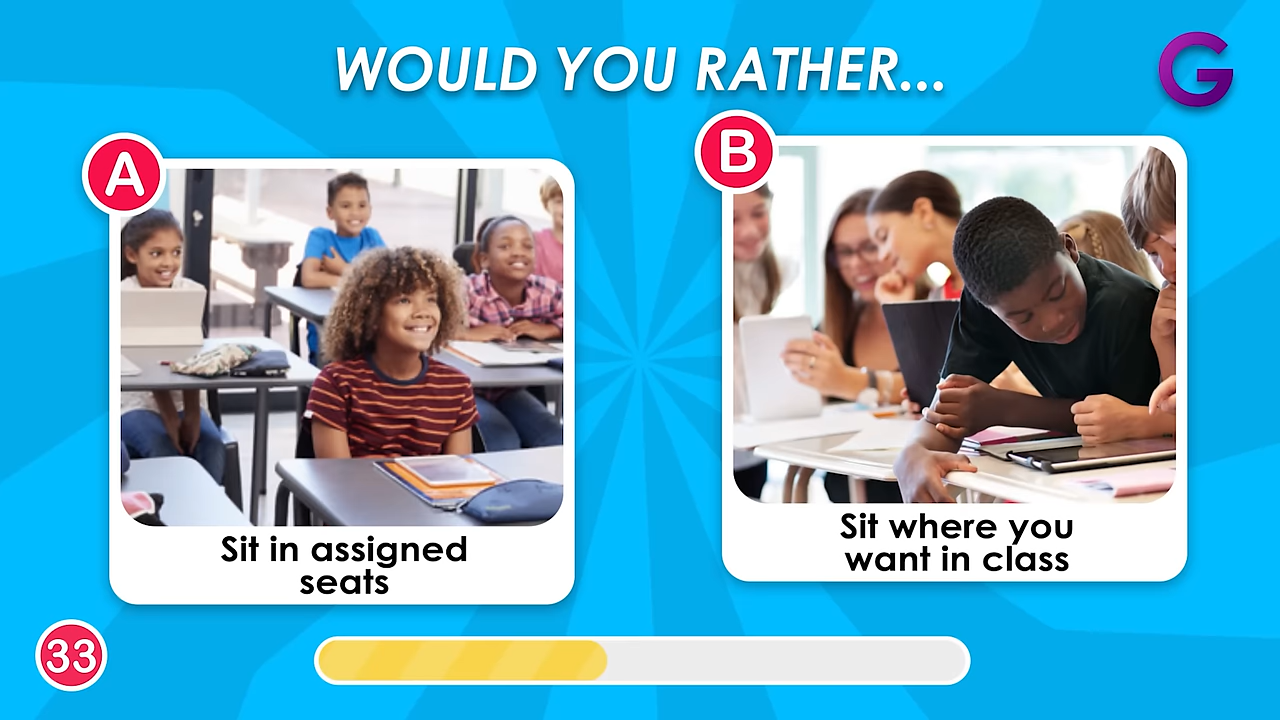 WOULD YOU RATHER...
G
A
B
Sit in assigned
seats
Sit where you
want in class
33